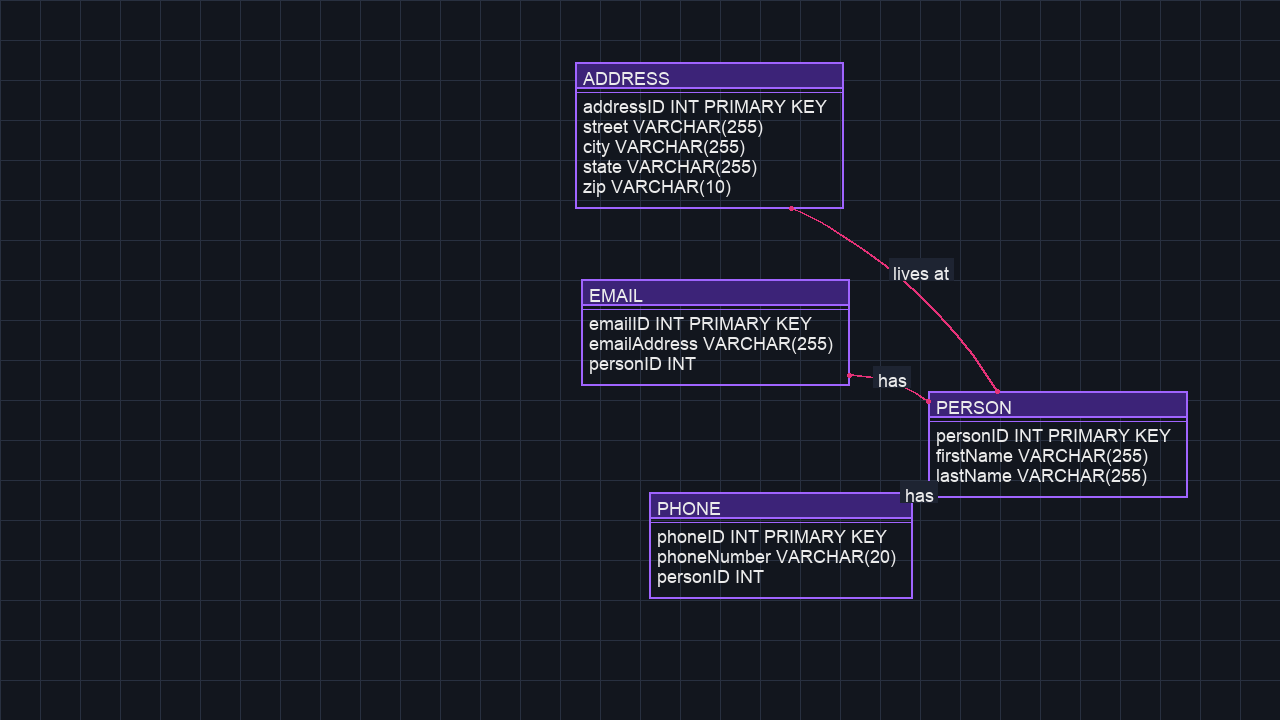 ADDRESS
addressID INT PRIMARY KEY
street VARCHAR(255)
city VARCHAR(255)
state VARCHAR(255)
zip VARCHAR(10)
lives at
EMAIL
emailID INT PRIMARY KEY
emailAddress VARCHAR(255)
personID INT
has
PERSON
personID INT PRIMARY KEY
firstName VARCHAR(255)
lastName VARCHAR(255)
has
PHONE
phoneID INT PRIMARY KEY
phoneNumber VARCHAR(20)
personID INT